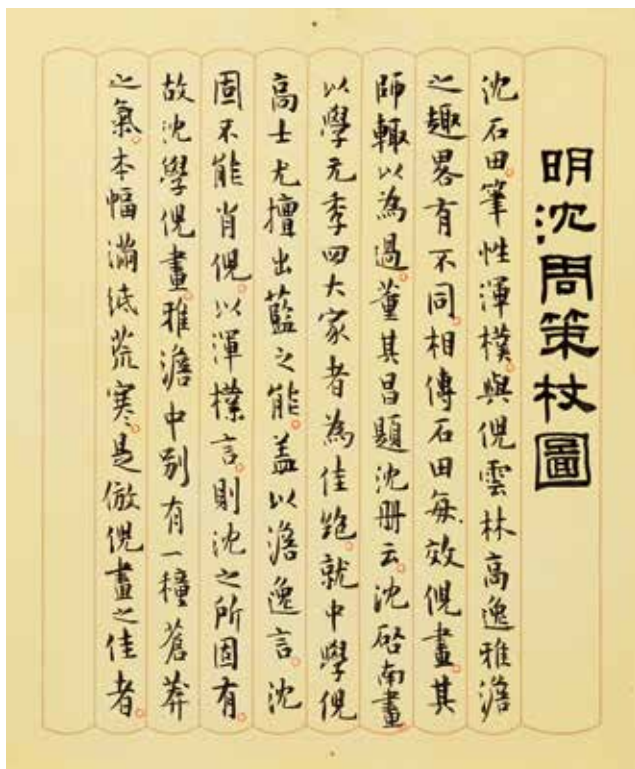 明沈周策杖圖
沈石田。筆性渾樸。與倪雲林高逸雅澹
之趣畧有不同。相傳石田每效倪畫。其
師輒以為過。董其昌題沈冊云。沈啟南畫。
以學元季四大家者為佳跑。就中學倪
高士尤擅出藍之能。蓋以澹逸言。沈
固不能肖倪。以渾樸言。則沈之所固有。
故沈學倪畫。雅澹中別有一種蒼莽
之氣。本幅滿紙荒寒。是倣倪畫之佳者。